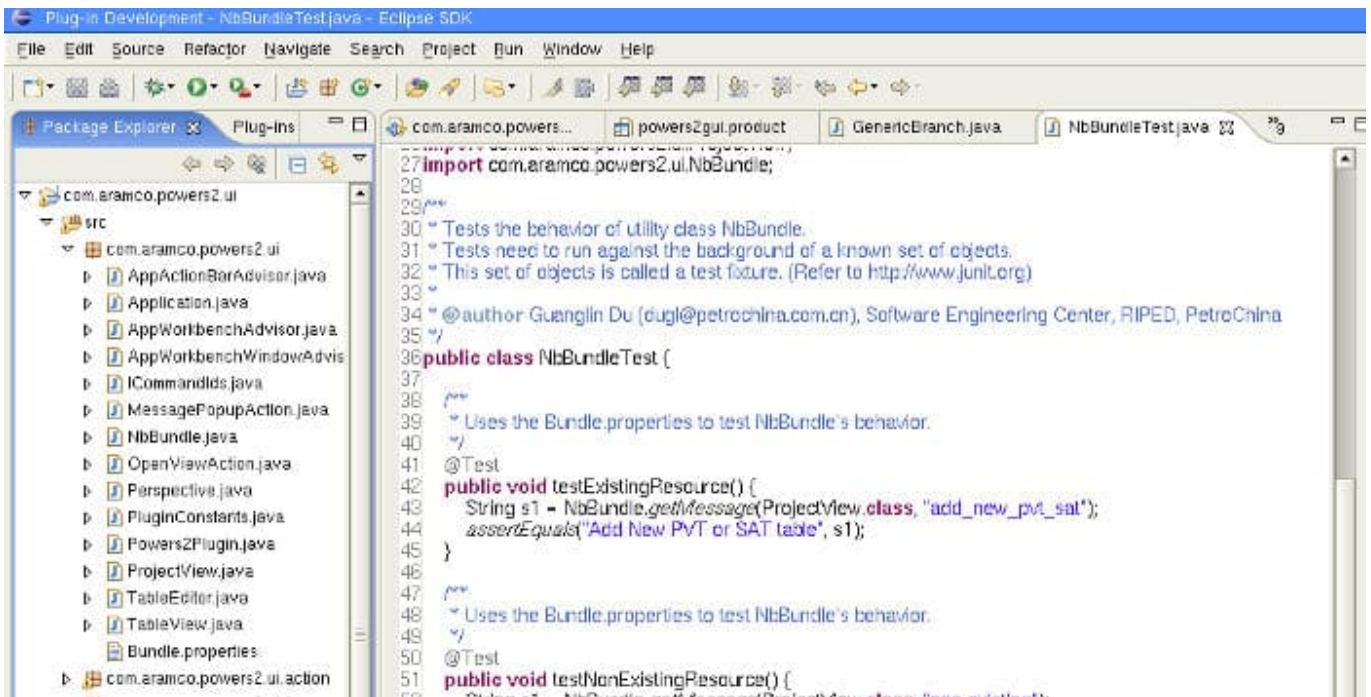 Plug-in Development - NbBundleTest.java - Eclipse SDK
File Edit Source Refactor Navigate Search Project Run Window Help
Package Explorer Plug-ins
com.aramco.powers... powers2gui.product GenericBranch.java NbBundleTest.java 9
com.aramco.powers2.ui
src
com.aramco.powers2.ui
AppActionBarAdvisor.java
Application.java
AppWorkbenchAdvisor.java
AppWorkbenchWindowAdvis
ICommandIds.java
MessagePopupAction.java
NbBundle.java
OpenViewAction.java
Perspective.java
PluginConstants.java
Powers2Plugin.java
ProjectView.java
TableEditor.java
TableView.java
Bundle.properties
com.aramco.powers2.ui.action
27 import com.aramco.powers2.ui.NbBundle;
28
29 /**
30 * Tests the behavior of utility class NbBundle.
31 * Tests need to run against the background of a known set of objects.
32 * This set of objects is called a test fixture. (Refer to http://www.junit.org)
33 *
34 * @author Guanglin Du (dugl@petrochina.com.cn), Software Engineering Center, RIPED, PetroChina
35 */
36 public class NbBundleTest {
37
38 /**
39 * Uses the Bundle.properties to test NbBundle's behavior.
40 */
41 @Test
42 public void testExistingResource() {
43 String s1 = NbBundle.getMessage(ProjectView.class, "add_new_pvt_sat");
44 assertEquals("Add New PVT or SAT table", s1);
45 }
46
47 /**
48 * Uses the Bundle.properties to test NbBundle's behavior.
49 */
50 @Test
51 public void testNonExistingResource() {